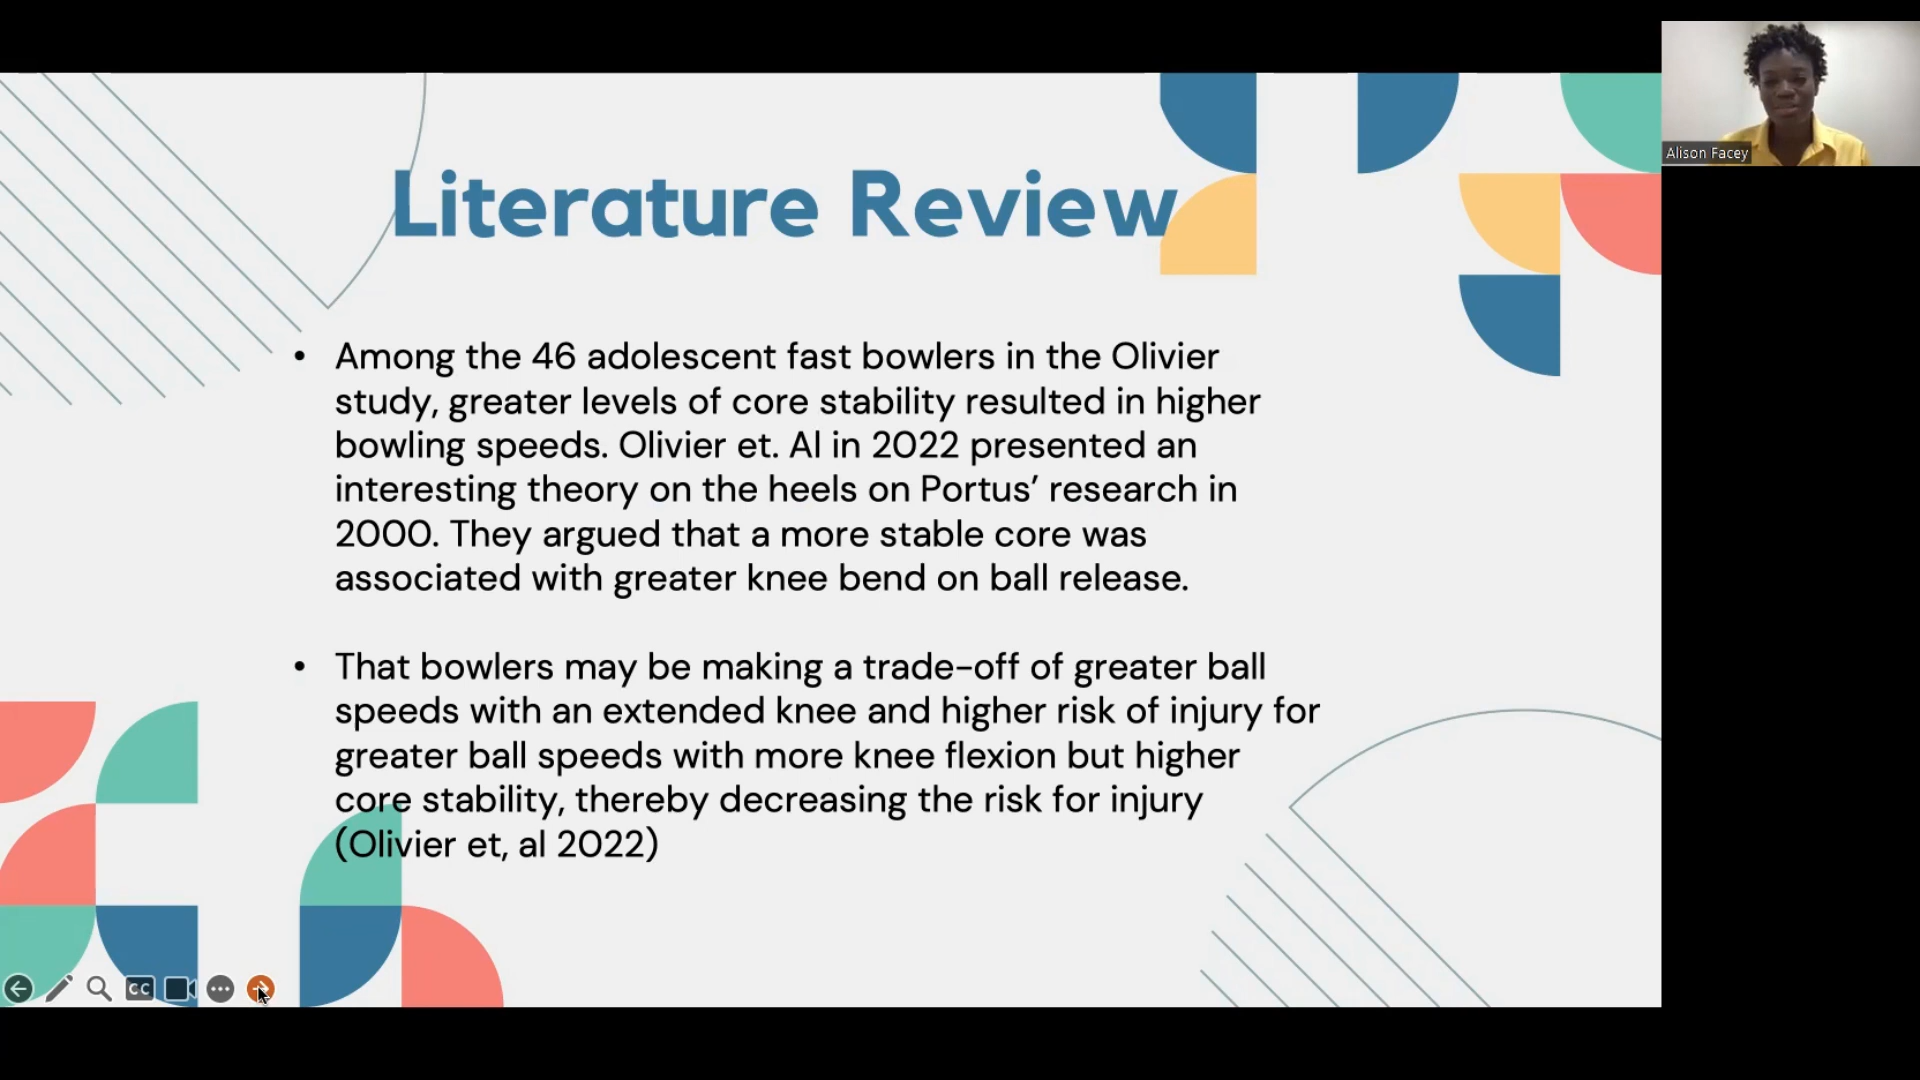 Literature Review
• Among the 46 adolescent fast bowlers in the Olivier
study, greater levels of core stability resulted in higher
bowling speeds. Olivier et. Al in 2022 presented an
interesting theory on the heels on Portus’ research in
2000. They argued that a more stable core was
associated with greater knee bend on ball release.
• That bowlers may be making a trade-off of greater ball
speeds with an extended knee and higher risk of injury for
greater ball speeds with more knee flexion but higher
core stability, thereby decreasing the risk for injury
(Olivier et, al 2022)
Alison Facey
CC